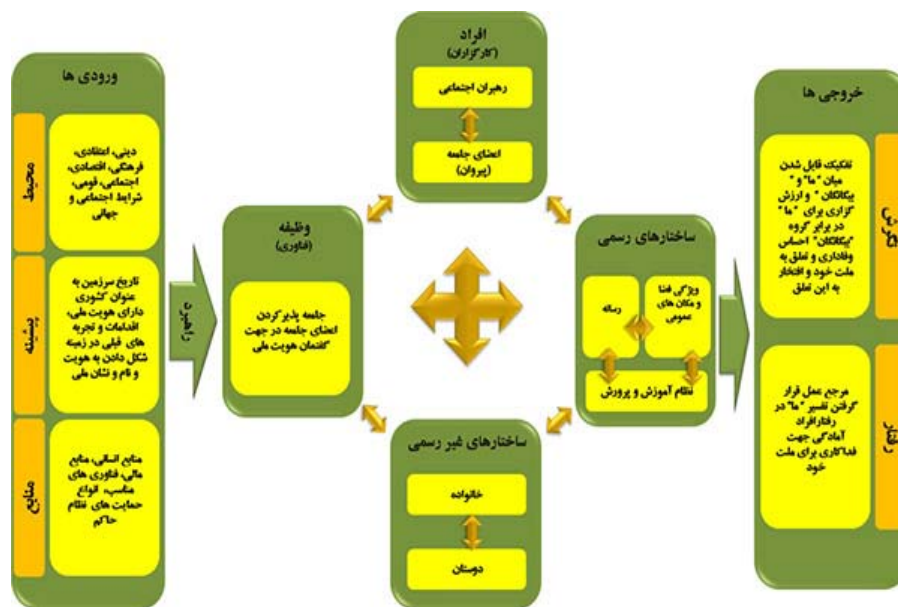 ورودی ها
محیط
دینی، اعتقادی،
فرهنگی، اقتصادی،
اجتماعی، قومی،
شرایط اجتماعی و
جهانی
پیشینه
تاریخ سرزمین به
عنوان کشوری
دارای هویت ملی،
اقدامات و تجربه
های قبلی در زمینه
شکل دادن به هویت
و نام و نشان ملی
منابع
منابع انسانی، منابع
مالی، فناوری های
مناسب، انواع
حمایت های نظام
حاکم
راهبرد
وظیفه
(فناوری)
جامعه پذیر کردن
اعضای جامعه در جهت
گفتمان هویت ملی
افراد
(کارگزاران)
رهبران اجتماعی
اعضای جامعه
(پیروان)
ساختارهای رسمی
ویژگی فضا
و مکان های
عمومی
رسانه
نظام آموزش و پرورش
ساختارهای غیر رسمی
خانواده
دوستان
خروجی ها
نگرش
تفکیک قایل شدن
میان "ما" و "
بیگانگان " و ارزش
گزاری برای "ما"
در برابر گروه
"بیگانگان" احساس
وفاداری و تعلق به
ملت خود و افتخار
به این تعلق
رفتار
مرجع عمل قرار
گرفتن تفسیر "ما" در
رفتارافراد
آمادگی جهت
فداکاری برای ملت
خود